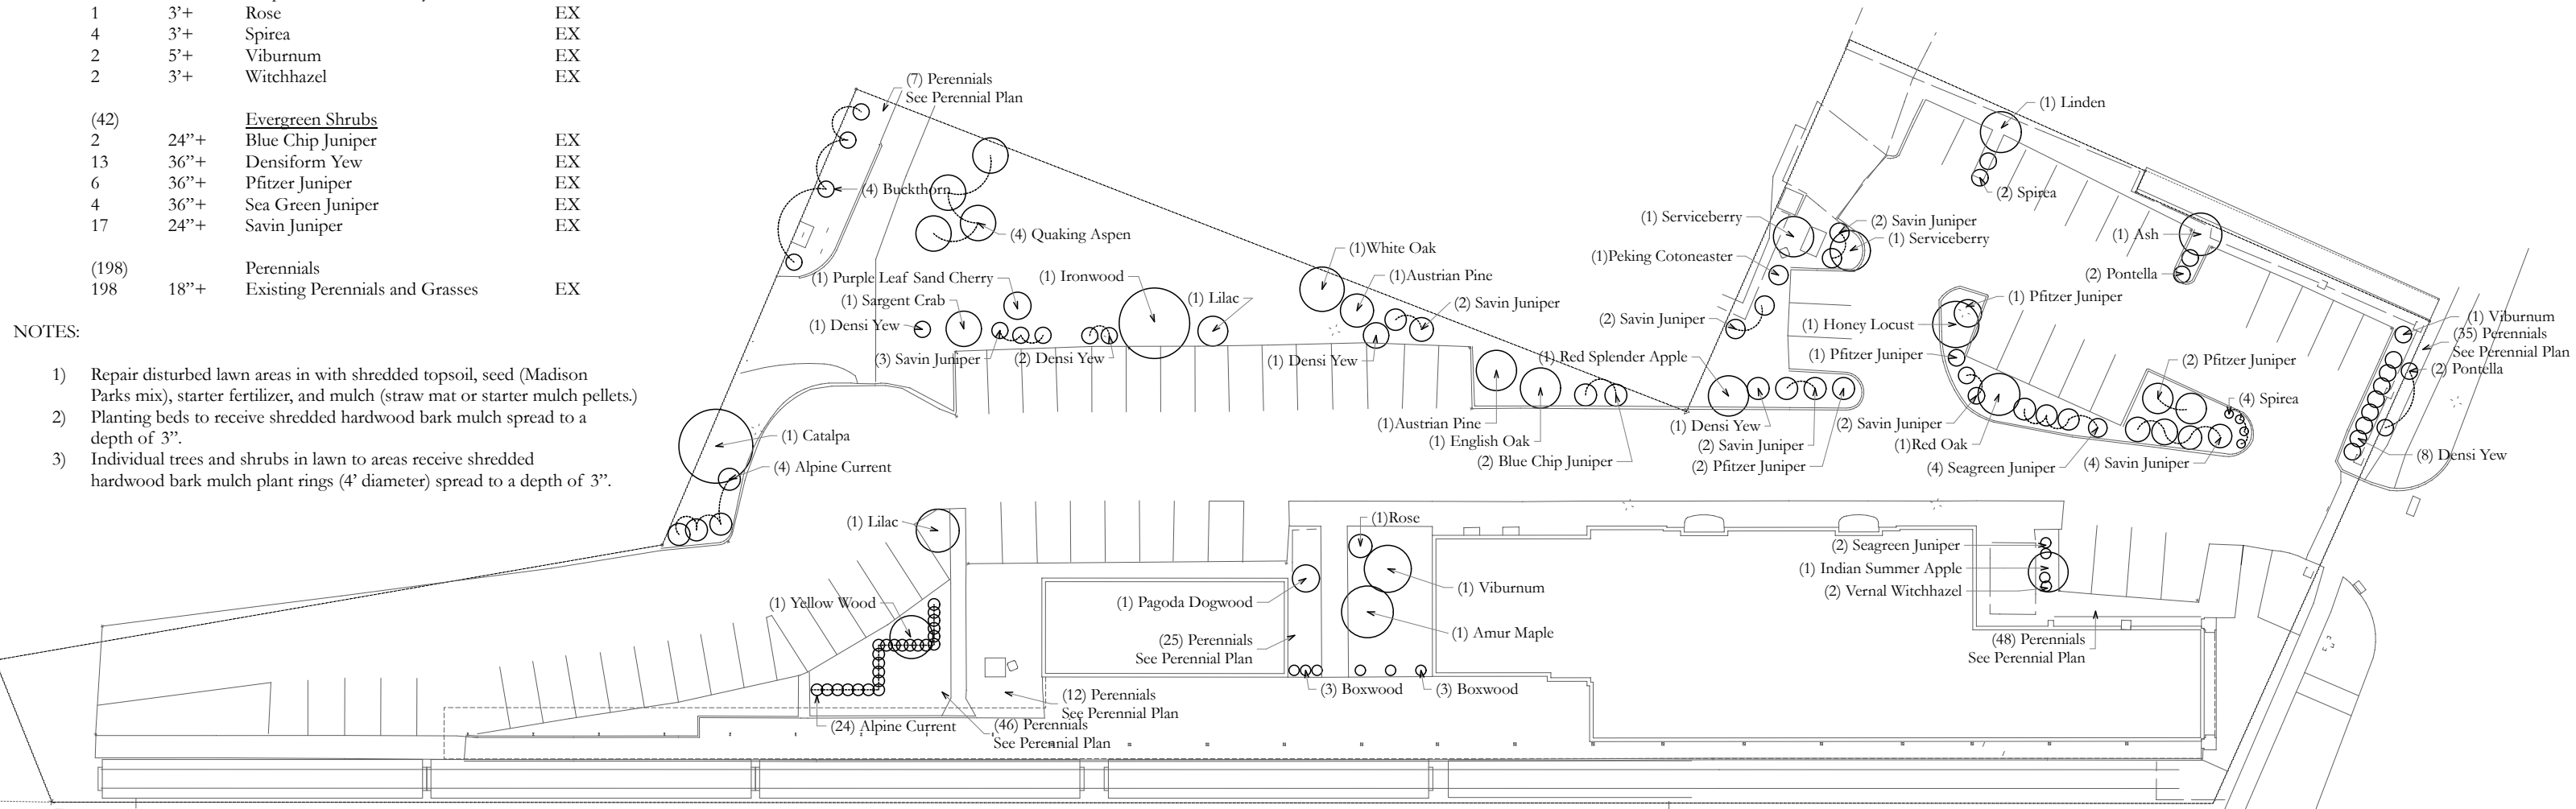 1 3’+ Rose EX
4 3’+ Spirea EX
2 5’+ Viburnum EX
2 3’+ Witchhazel EX
(42) Evergreen Shrubs
2 24”+ Blue Chip Juniper EX
13 36”+ Densiform Yew EX
6 36”+ Pfitzer Juniper EX
4 36”+ Sea Green Juniper EX
17 24”+ Savin Juniper EX
(198) Perennials
198 18”+ Existing Perennials and Grasses EX
NOTES:
1) Repair disturbed lawn areas in with shredded topsoil, seed (Madison
Parks mix), starter fertilizer, and mulch (straw mat or starter mulch pellets.)
2) Planting beds to receive shredded hardwood bark mulch spread to a
depth of 3”.
3) Individual trees and shrubs in lawn to areas receive shredded
hardwood bark mulch plant rings (4’ diameter) spread to a depth of 3”.
(7) Perennials
See Perennial Plan
(4) Buckthorn
(4) Quaking Aspen
(1) Purple Leaf Sand Cherry
(1) Ironwood
(1) Sargent Crab
(1) Lilac
(1) Densi Yew
(3) Savin Juniper
(2) Densi Yew
(1)White Oak
(1)Austrian Pine
(2) Savin Juniper
(1) Densi Yew
(1) Catalpa
(4) Alpine Current
(1)Austrian Pine
(1) English Oak
(2) Blue Chip Juniper
(1) Red Splender Apple
(1) Densi Yew
(2) Savin Juniper
(2) Pfitzer Juniper
(1) Serviceberry
(1)Peking Cotoneaster
(2) Savin Juniper
(2) Savin Juniper
(1) Serviceberry
(1) Linden
(2) Spirea
(1) Ash
(2) Pontella
(1) Pfitzer Juniper
(1) Honey Locust
(1) Pfitzer Juniper
(2) Pfitzer Juniper
(4) Spirea
(2) Savin Juniper
(1)Red Oak
(4) Seagreen Juniper
(4) Savin Juniper
(1) Viburnum
(35) Perennials
See Perennial Plan
(2) Pontella
(8) Densi Yew
(1) Lilac
(1) Yellow Wood
(24) Alpine Current
(46) Perennials
See Perennial Plan
(12) Perennials
See Perennial Plan
(1)Rose
(1) Pagoda Dogwood
(1) Viburnum
(1) Amur Maple
(25) Perennials
See Perennial Plan
(3) Boxwood
(3) Boxwood
(2) Seagreen Juniper
(1) Indian Summer Apple
(2) Vernal Witchhazel
(48) Perennials
See Perennial Plan